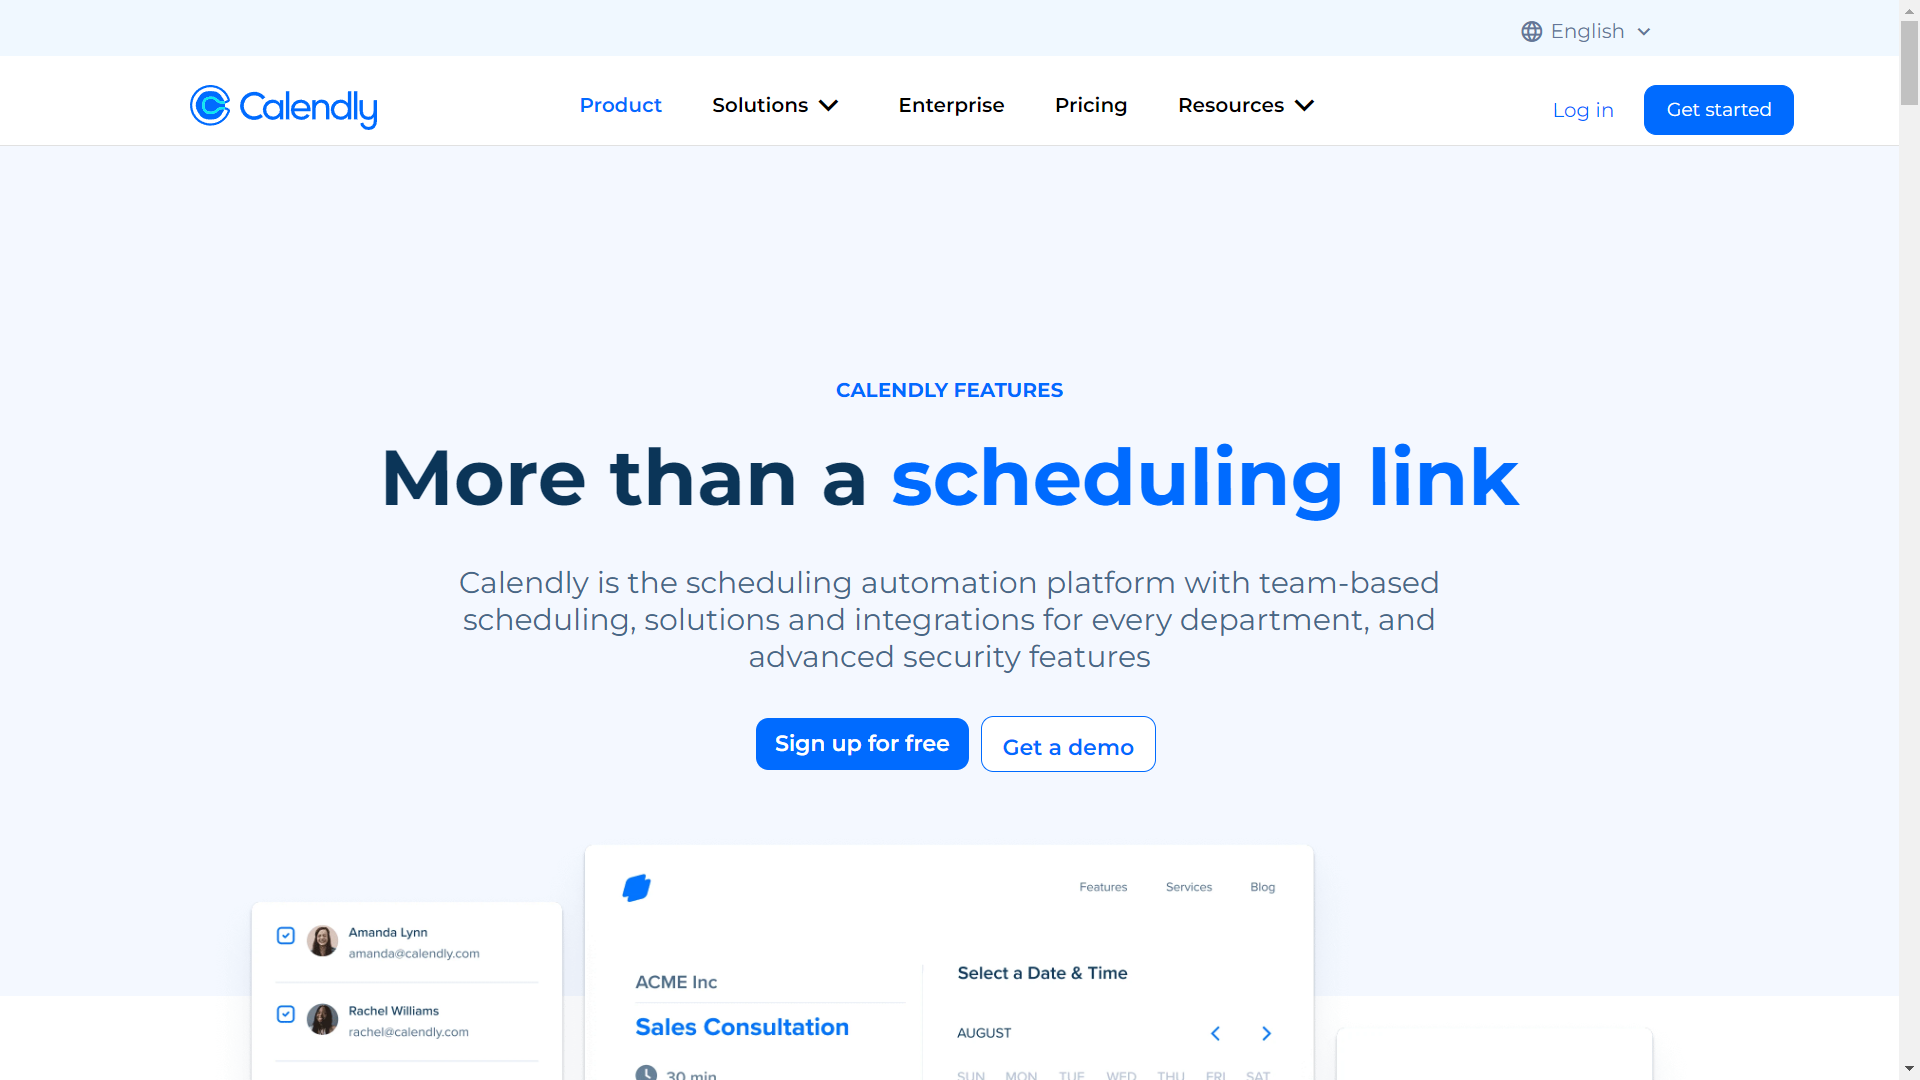 English
Calendly
Product
Solutions
Enterprise
Pricing
Resources
Log in
Get started
CALENDLY FEATURES
More than a scheduling link
Calendly is the scheduling automation platform with team-based
scheduling, solutions and integrations for every department, and
advanced security features
Sign up for free
Get a demo
Features
Services
Blog
Amanda Lynn
amanda@calendly.com
Rachel Williams
rachel@calendly.com
ACME Inc
Sales Consultation
30 min
Select a Date & Time
AUGUST
SUN MON TUE WED THU FRI SAT